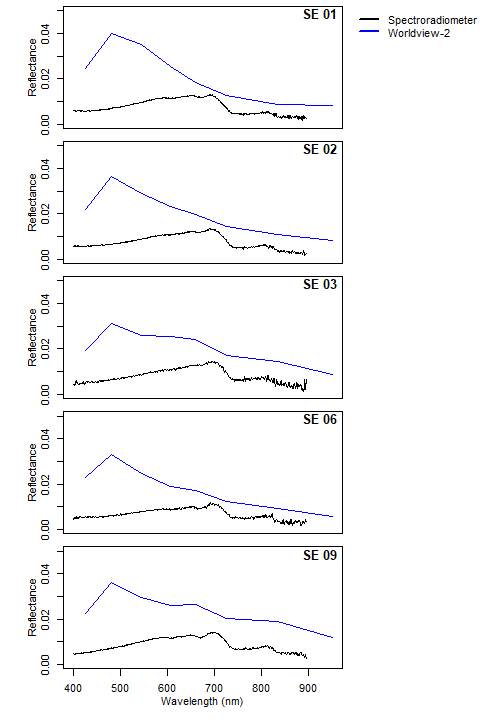 SE 01
Spectroradiometer
Worldview-2
Reflectance
0.04
0.02
0.00
SE 02
Reflectance
0.04
0.02
0.00
SE 03
Reflectance
0.04
0.02
0.00
SE 06
Reflectance
0.04
0.02
0.00
SE 09
Reflectance
0.04
0.02
0.00
400 500 600 700 800 900
Wavelength (nm)